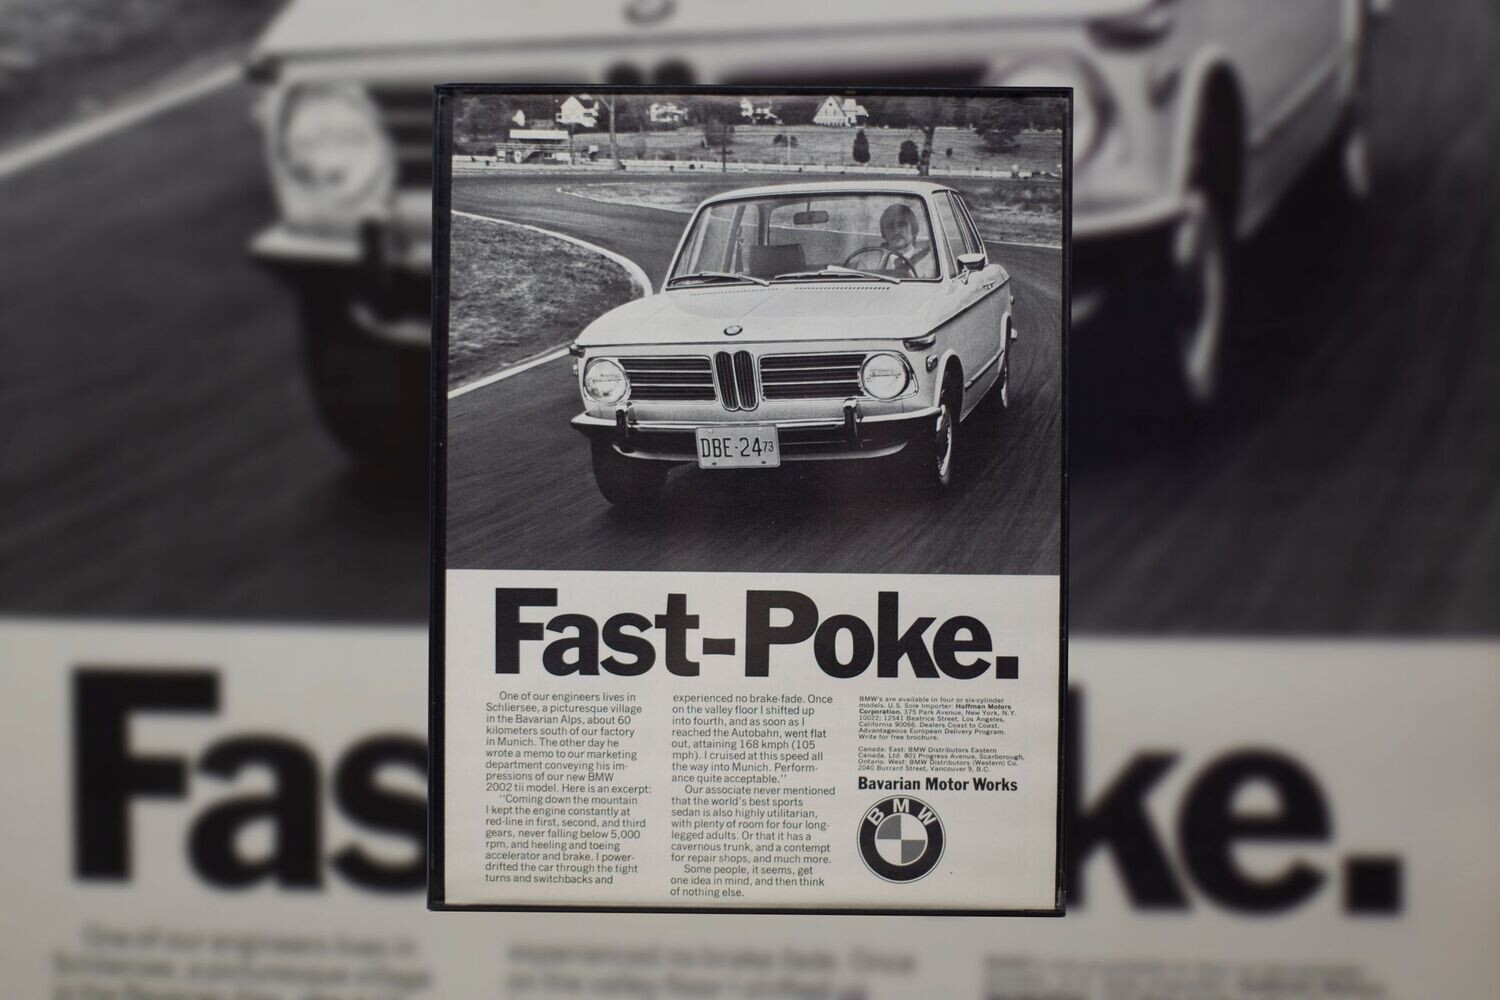 DBE-24 73
Fast-Poke.
One of our engineers lives in
Schliersee, a picturesque village
in the Bavarian Alps, about 60
kilometers south of our factory
in Munich. The other day he
wrote a memo to our marketing
department conveying his im-
pressions of our new BMW
2002 tii model. Here is an excerpt:
"Coming down the mountain
I kept the engine constantly at
red-line in first, second, and third
gears, never falling below 5,000
rpm, and heeling and toeing
accelerator and brake. I power-
drifted the car through the tight
turns and switchbacks and
experienced no brake-fade. Once
on the valley floor I shifted up
into fourth, and as soon as I
reached the Autobahn, went flat
out, attaining 168 kmph (105
mph). I cruised at this speed all
the way into Munich. Perform-
ance quite acceptable."
Our associate never mentioned
that the world's best sports
sedan is also highly utilitarian,
with plenty of room for four long-
legged adults. Or that it has a
cavernous trunk, and a contempt
for repair shops, and much more.
Some people, it seems, get
one idea in mind, and then think
of nothing else.
BMW's are available in four or six-cylinder
models. U.S. Sole Importer: Hoffman Motors
Corporation, 375 Park Avenue, New York, N.Y.
10022; 12541 Beatrice Street, Los Angeles,
California 90066. Dealers Coast to Coast.
Advantageous European Delivery Program.
Write for free brochure.
Canada: East: BMW Distributors Eastern
Canada, Ltd. 801 Progress Avenue, Scarborough,
Ontario. West: BMW Distributors (Western) Co.
2040 Burrard Street, Vancouver 9, B.C.
Bavarian Motor Works
BMW
Fas
ke.